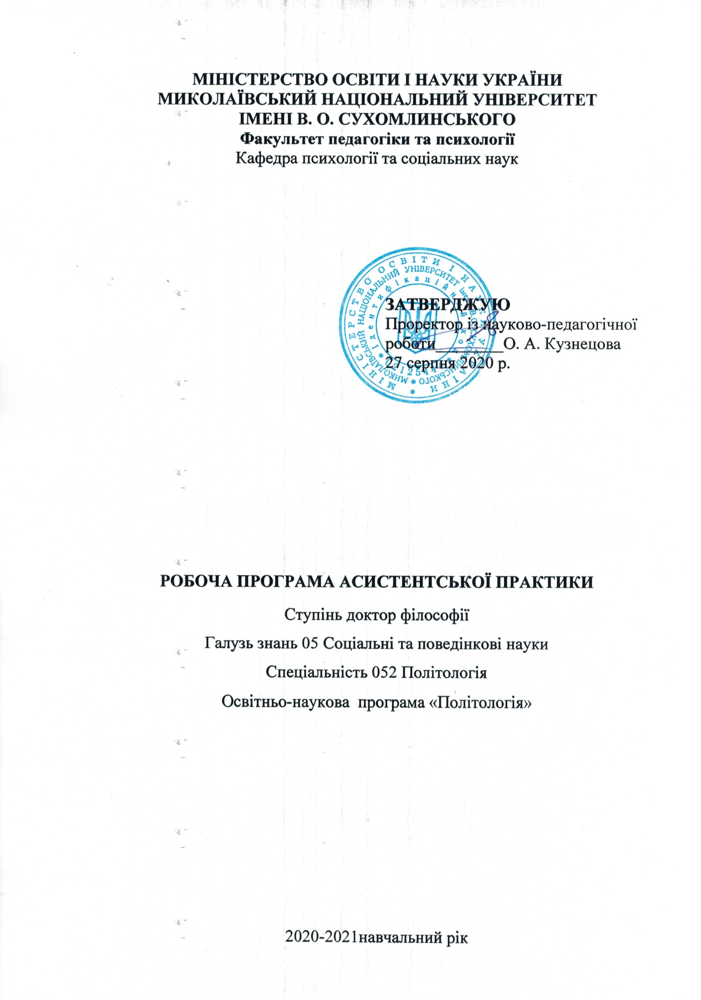 МІНІСТЕРСТВО ОСВІТИ І НАУКИ УКРАЇНИ
МИКОЛАЇВСЬКИЙ НАЦІОНАЛЬНИЙ УНІВЕРСИТЕТ
ІМЕНІ В. О. СУХОМЛИНСЬКОГО
Факультет педагогіки та психології
Кафедра психології та соціальних наук
МІНІСТЕРСТВО ОСВІТИ І НАУКИ УКРАЇНИ
МИКОЛАЇВСЬКИЙ НАЦІОНАЛЬНИЙ УНІВЕРСИТЕТ імені В.О.СУХОМЛИНСЬКОГО
Ідентифікаційний код
ЗАТВЕРДЖУЮ
Проректор із науково-педагогічної
роботи________О. А. Кузнецова
27 серпня 2020 р.
РОБОЧА ПРОГРАМА АСИСТЕНТСЬКОЇ ПРАКТИКИ
Ступінь доктор філософії
Галузь знань 05 Соціальні та поведінкові науки
Спеціальність 052 Політологія
Освітньо-наукова  програма «Політологія»
2020-2021навчальний рік